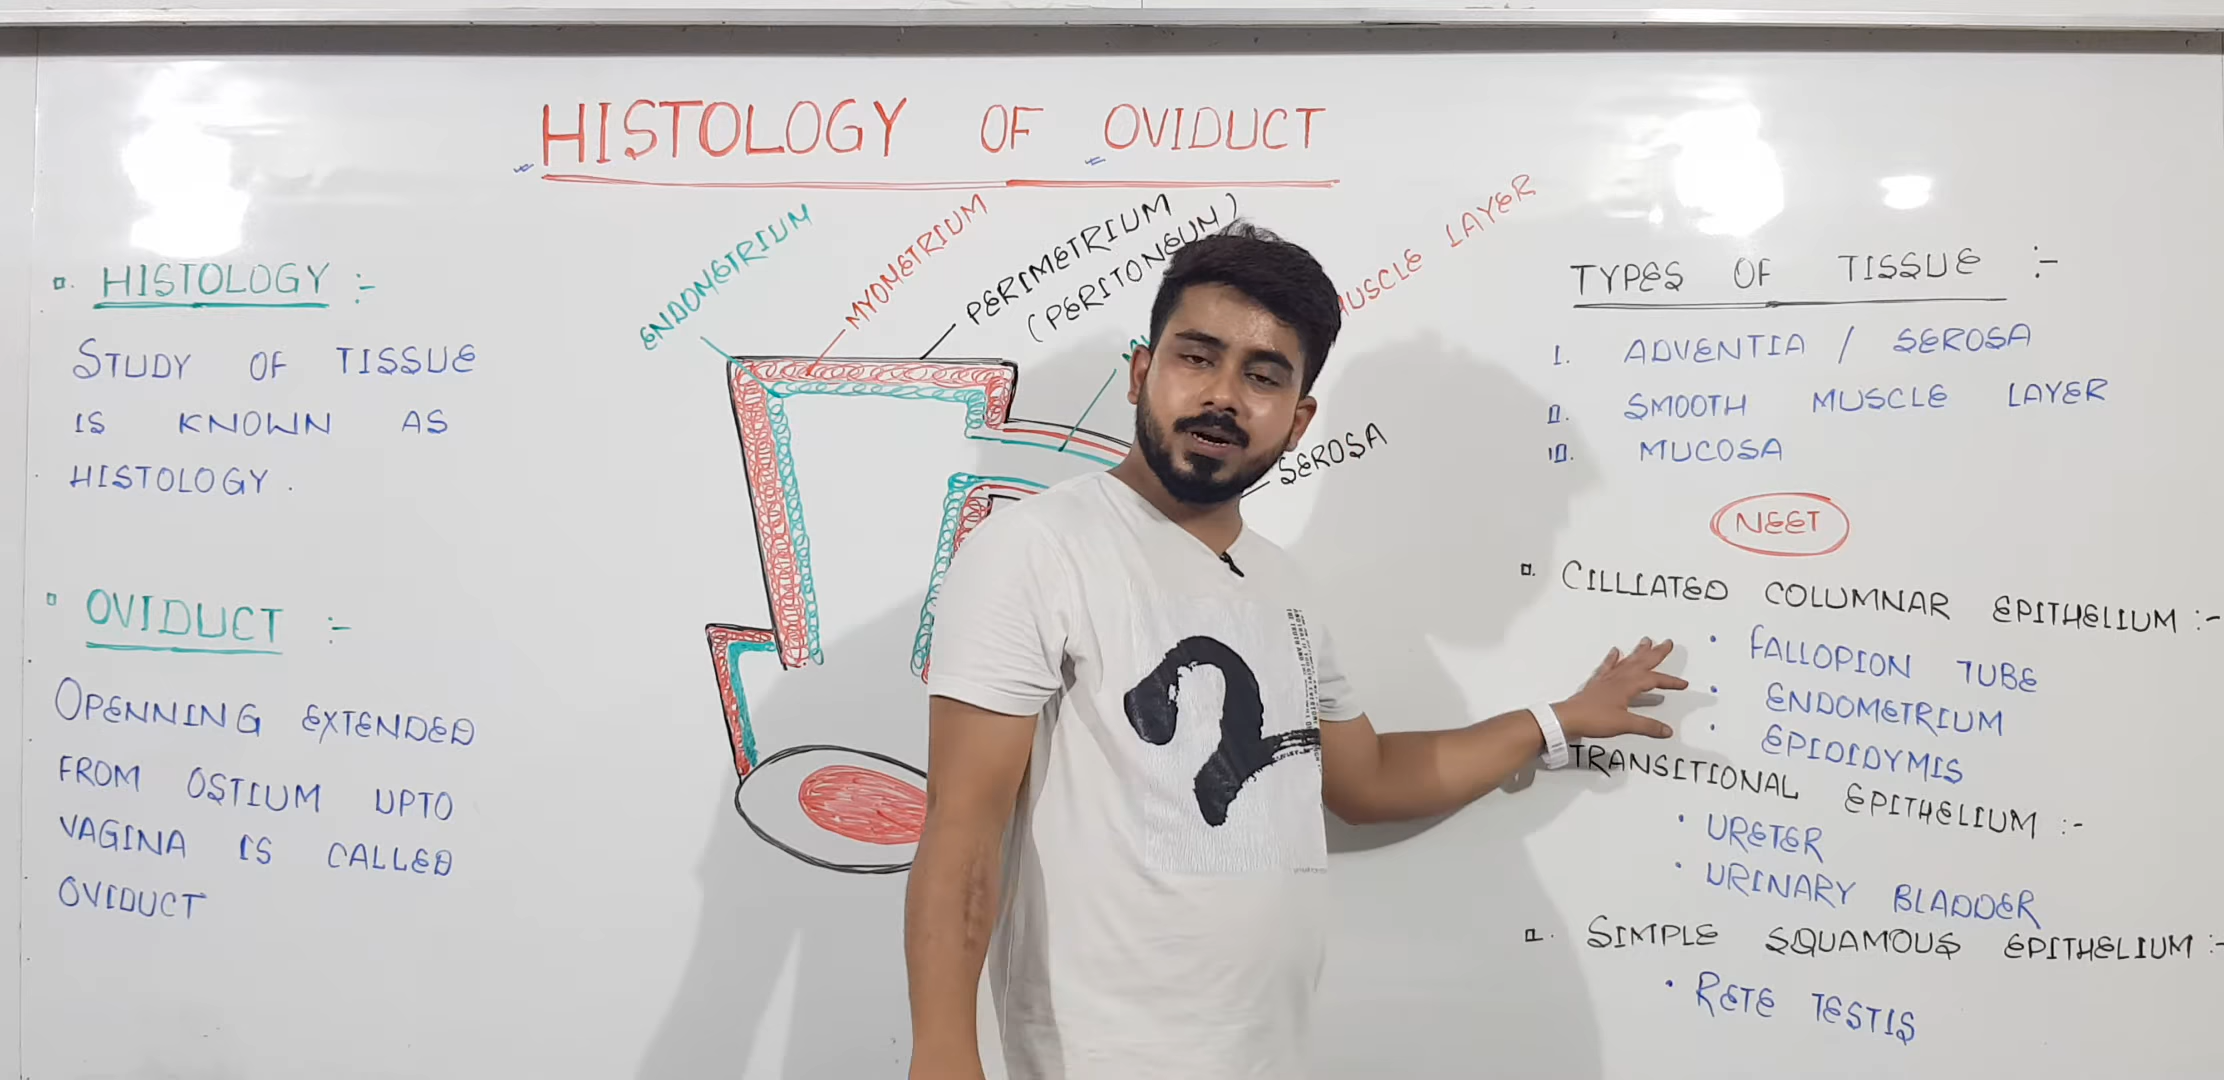 HISTOLOGY OF OVIDUCT
HISTOLOGY :-
STUDY OF TISSUE
IS KNOWN AS
HISTOLOGY.
OVIDUCT :-
OPENNING EXTENDED
FROM OSTIUM UPTO
VAGINA IS CALLED
OVIDUCT
ENDOMETRIUM
MYOMETRIUM
PERIMETRIUM
(PERITONEUM)
MUSCLE LAYER
SEROSA
TYPES OF TISSUE :-
I. ADVENTIA / SEROSA
II. SMOOTH MUSCLE LAYER
III. MUCOSA
NEET
CILLIATED COLUMNAR EPITHELIUM :-
• FALLOPION TUBE
• ENDOMETRIUM
• EPIDIDYMIS
TRANSITIONAL EPITHELIUM :-
• URETER
• URINARY BLADDER
SIMPLE SQUAMOUS EPITHELIUM :-
• RETE TESTIS